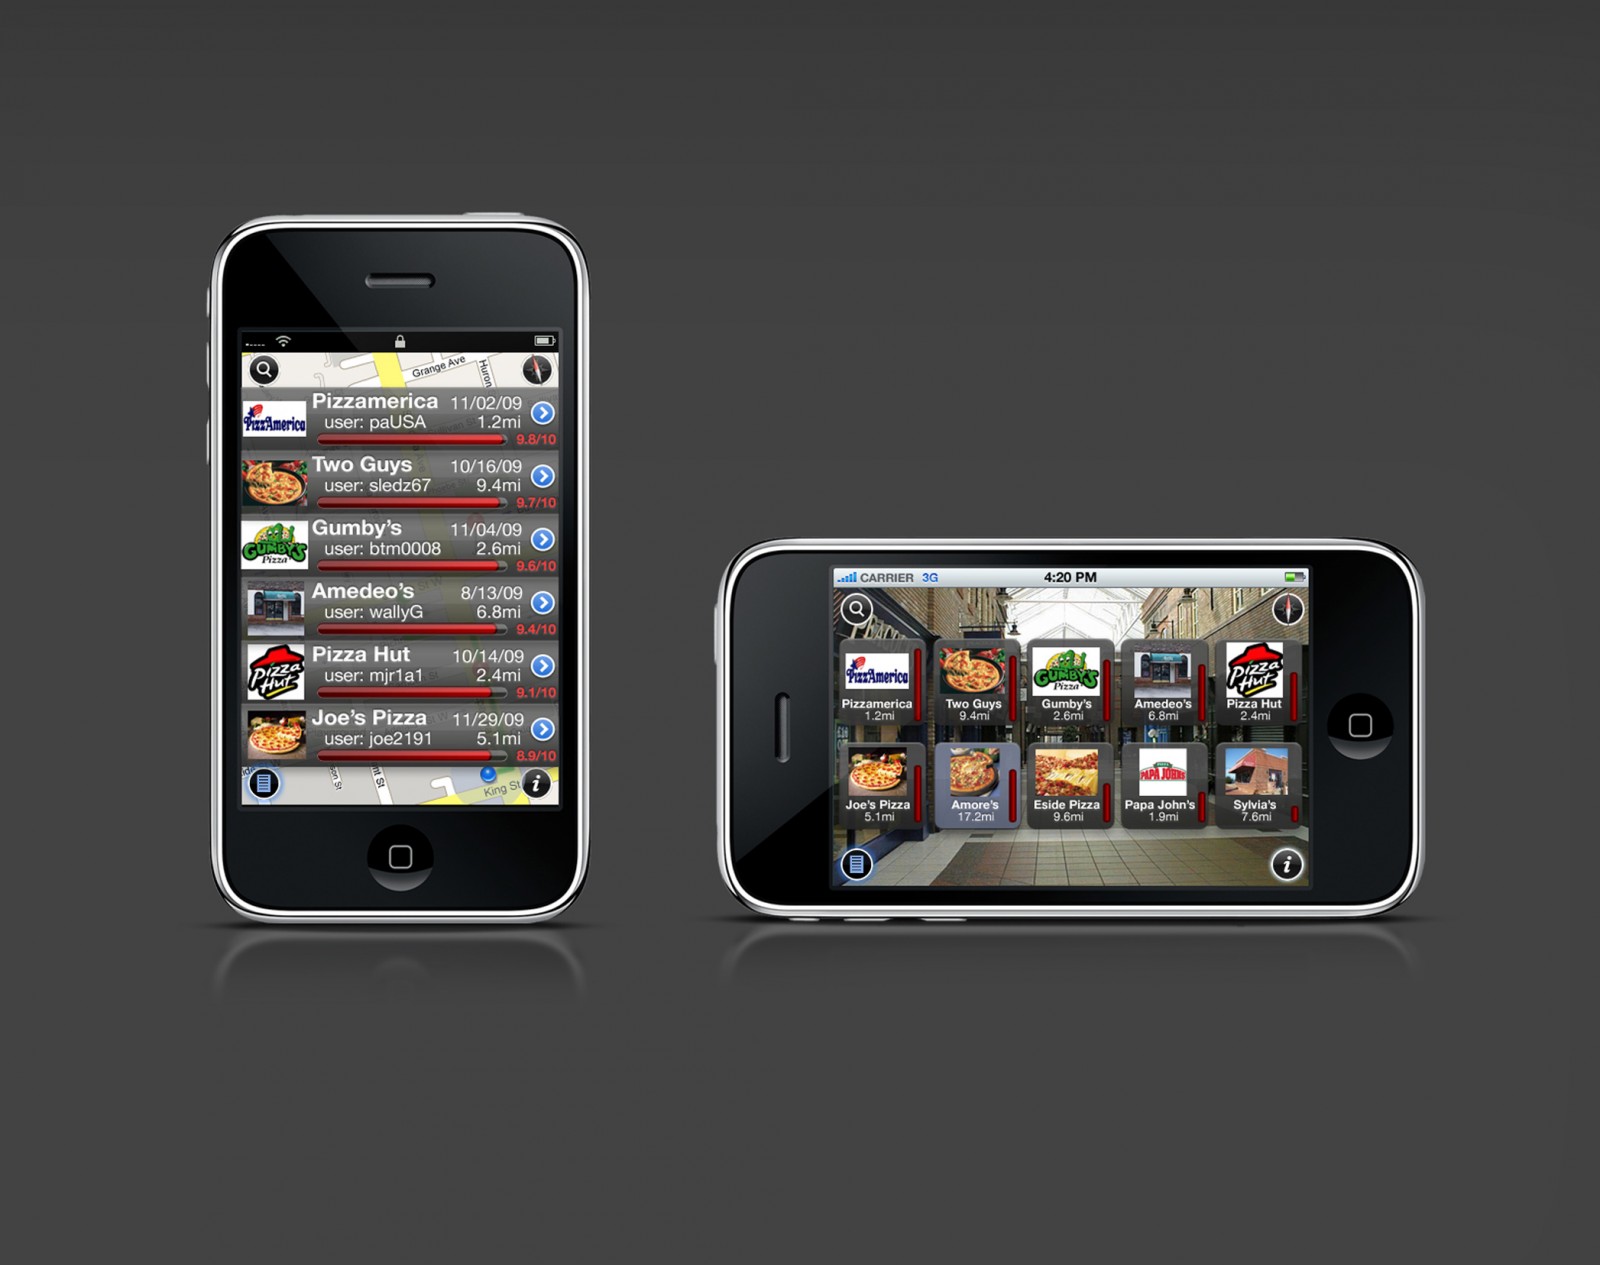 Grange Ave
Huron
PizzAmerica
Pizzamerica 11/02/09
user: paUSA 1.2mi
9.8/10
Two Guys 10/16/09
user: sledz67 9.4mi
9.7/10
GUMBY'S
Pizza
Gumby's 11/04/09
user: btm0008 2.6mi
9.6/10
Amedeo's 8/13/09
user: wallyG 6.8mi
9.4/10
Pizza
Hut
Pizza Hut 10/14/09
user: mjr1a1 2.4mi
9.1/10
Joe's Pizza 11/29/09
user: joe2191 5.1mi
8.9/10
King St
i
CARRIER 3G 4:20 PM
PizzAmerica
GUMBY'S
Pizza
Pizza
Hut
Pizzamerica Two Guys Gumby's Amedeo's Pizza Hut
1.2mi 9.4mi 2.6mi 6.8mi 2.4mi
PAPA JOHNS
Joe's Pizza Amore's Eside Pizza Papa John's Sylvia's
5.1mi 17.2mi 9.6mi 1.9mi 7.6mi
i